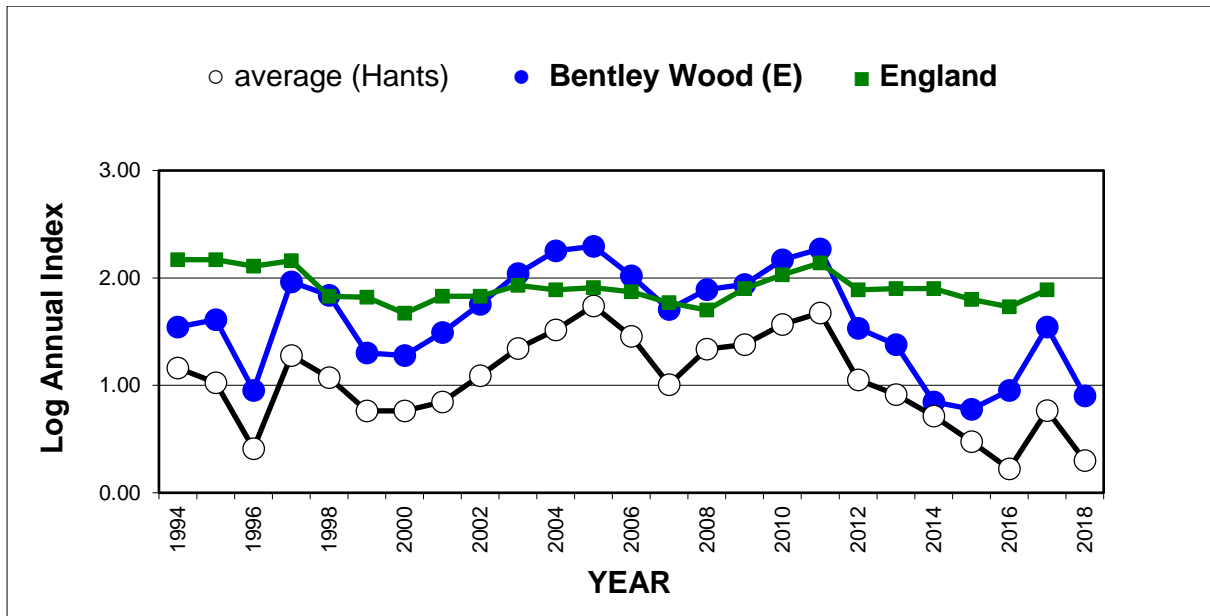 average (Hants) Bentley Wood (E) England
3.00
2.00
1.00
0.00
Log Annual Index
1994 1996 1998 2000 2002 2004 2006 2008 2010 2012 2014 2016 2018
YEAR